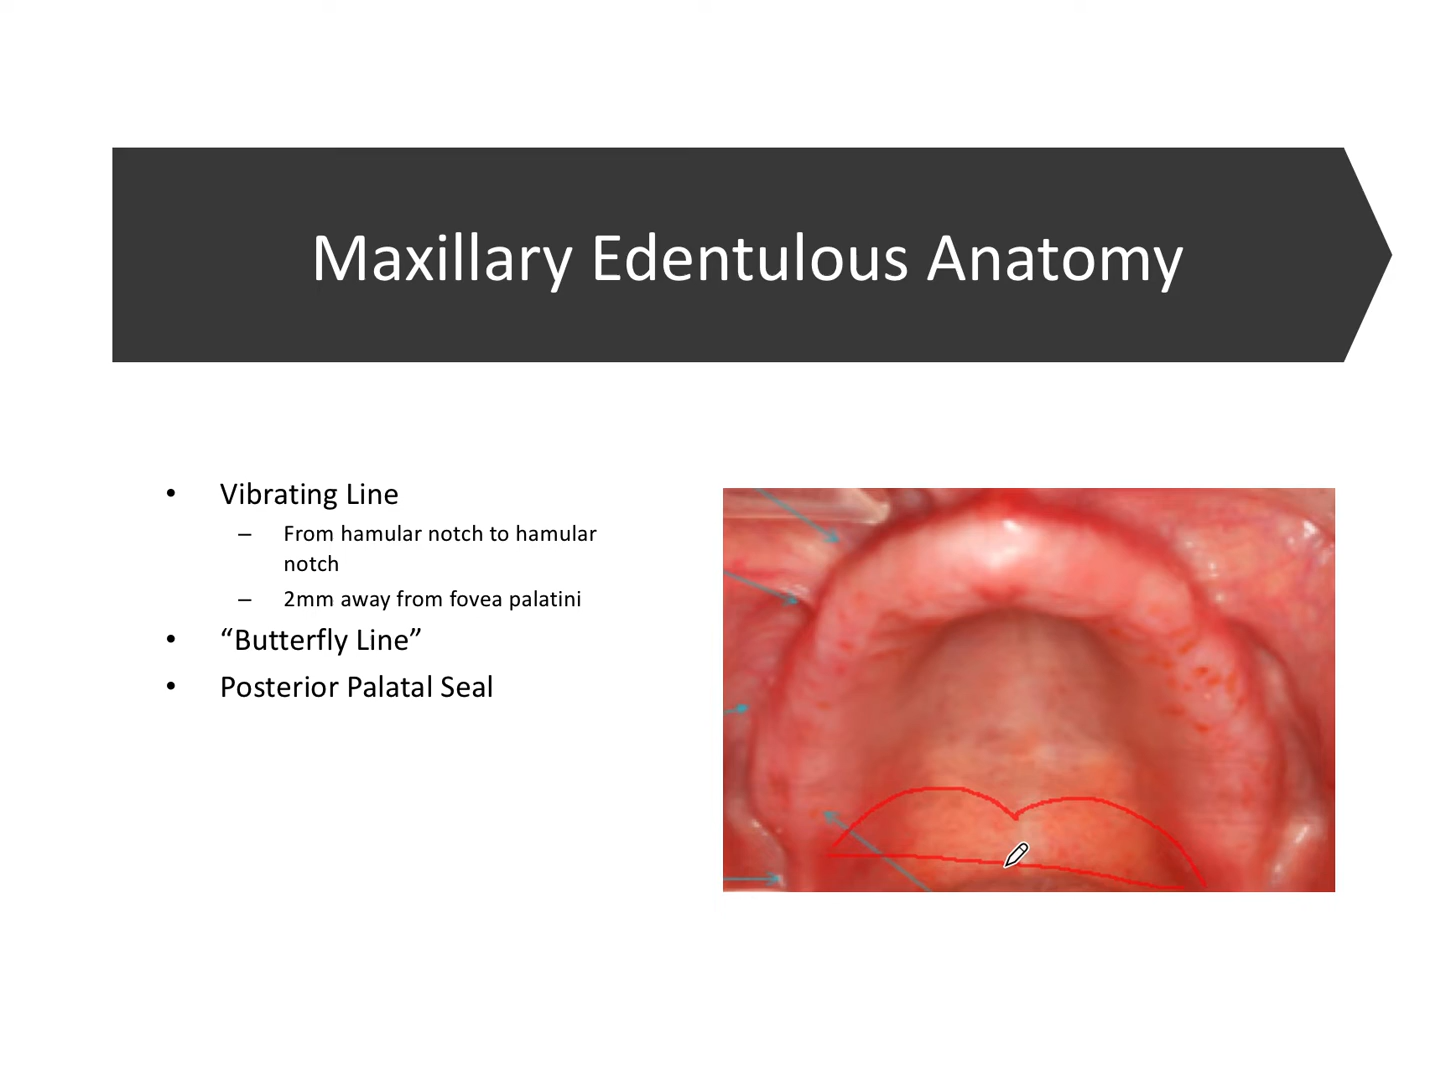 Maxillary Edentulous Anatomy
• Vibrating Line
– From hamular notch to hamular
notch
– 2mm away from fovea palatini
• “Butterfly Line”
• Posterior Palatal Seal